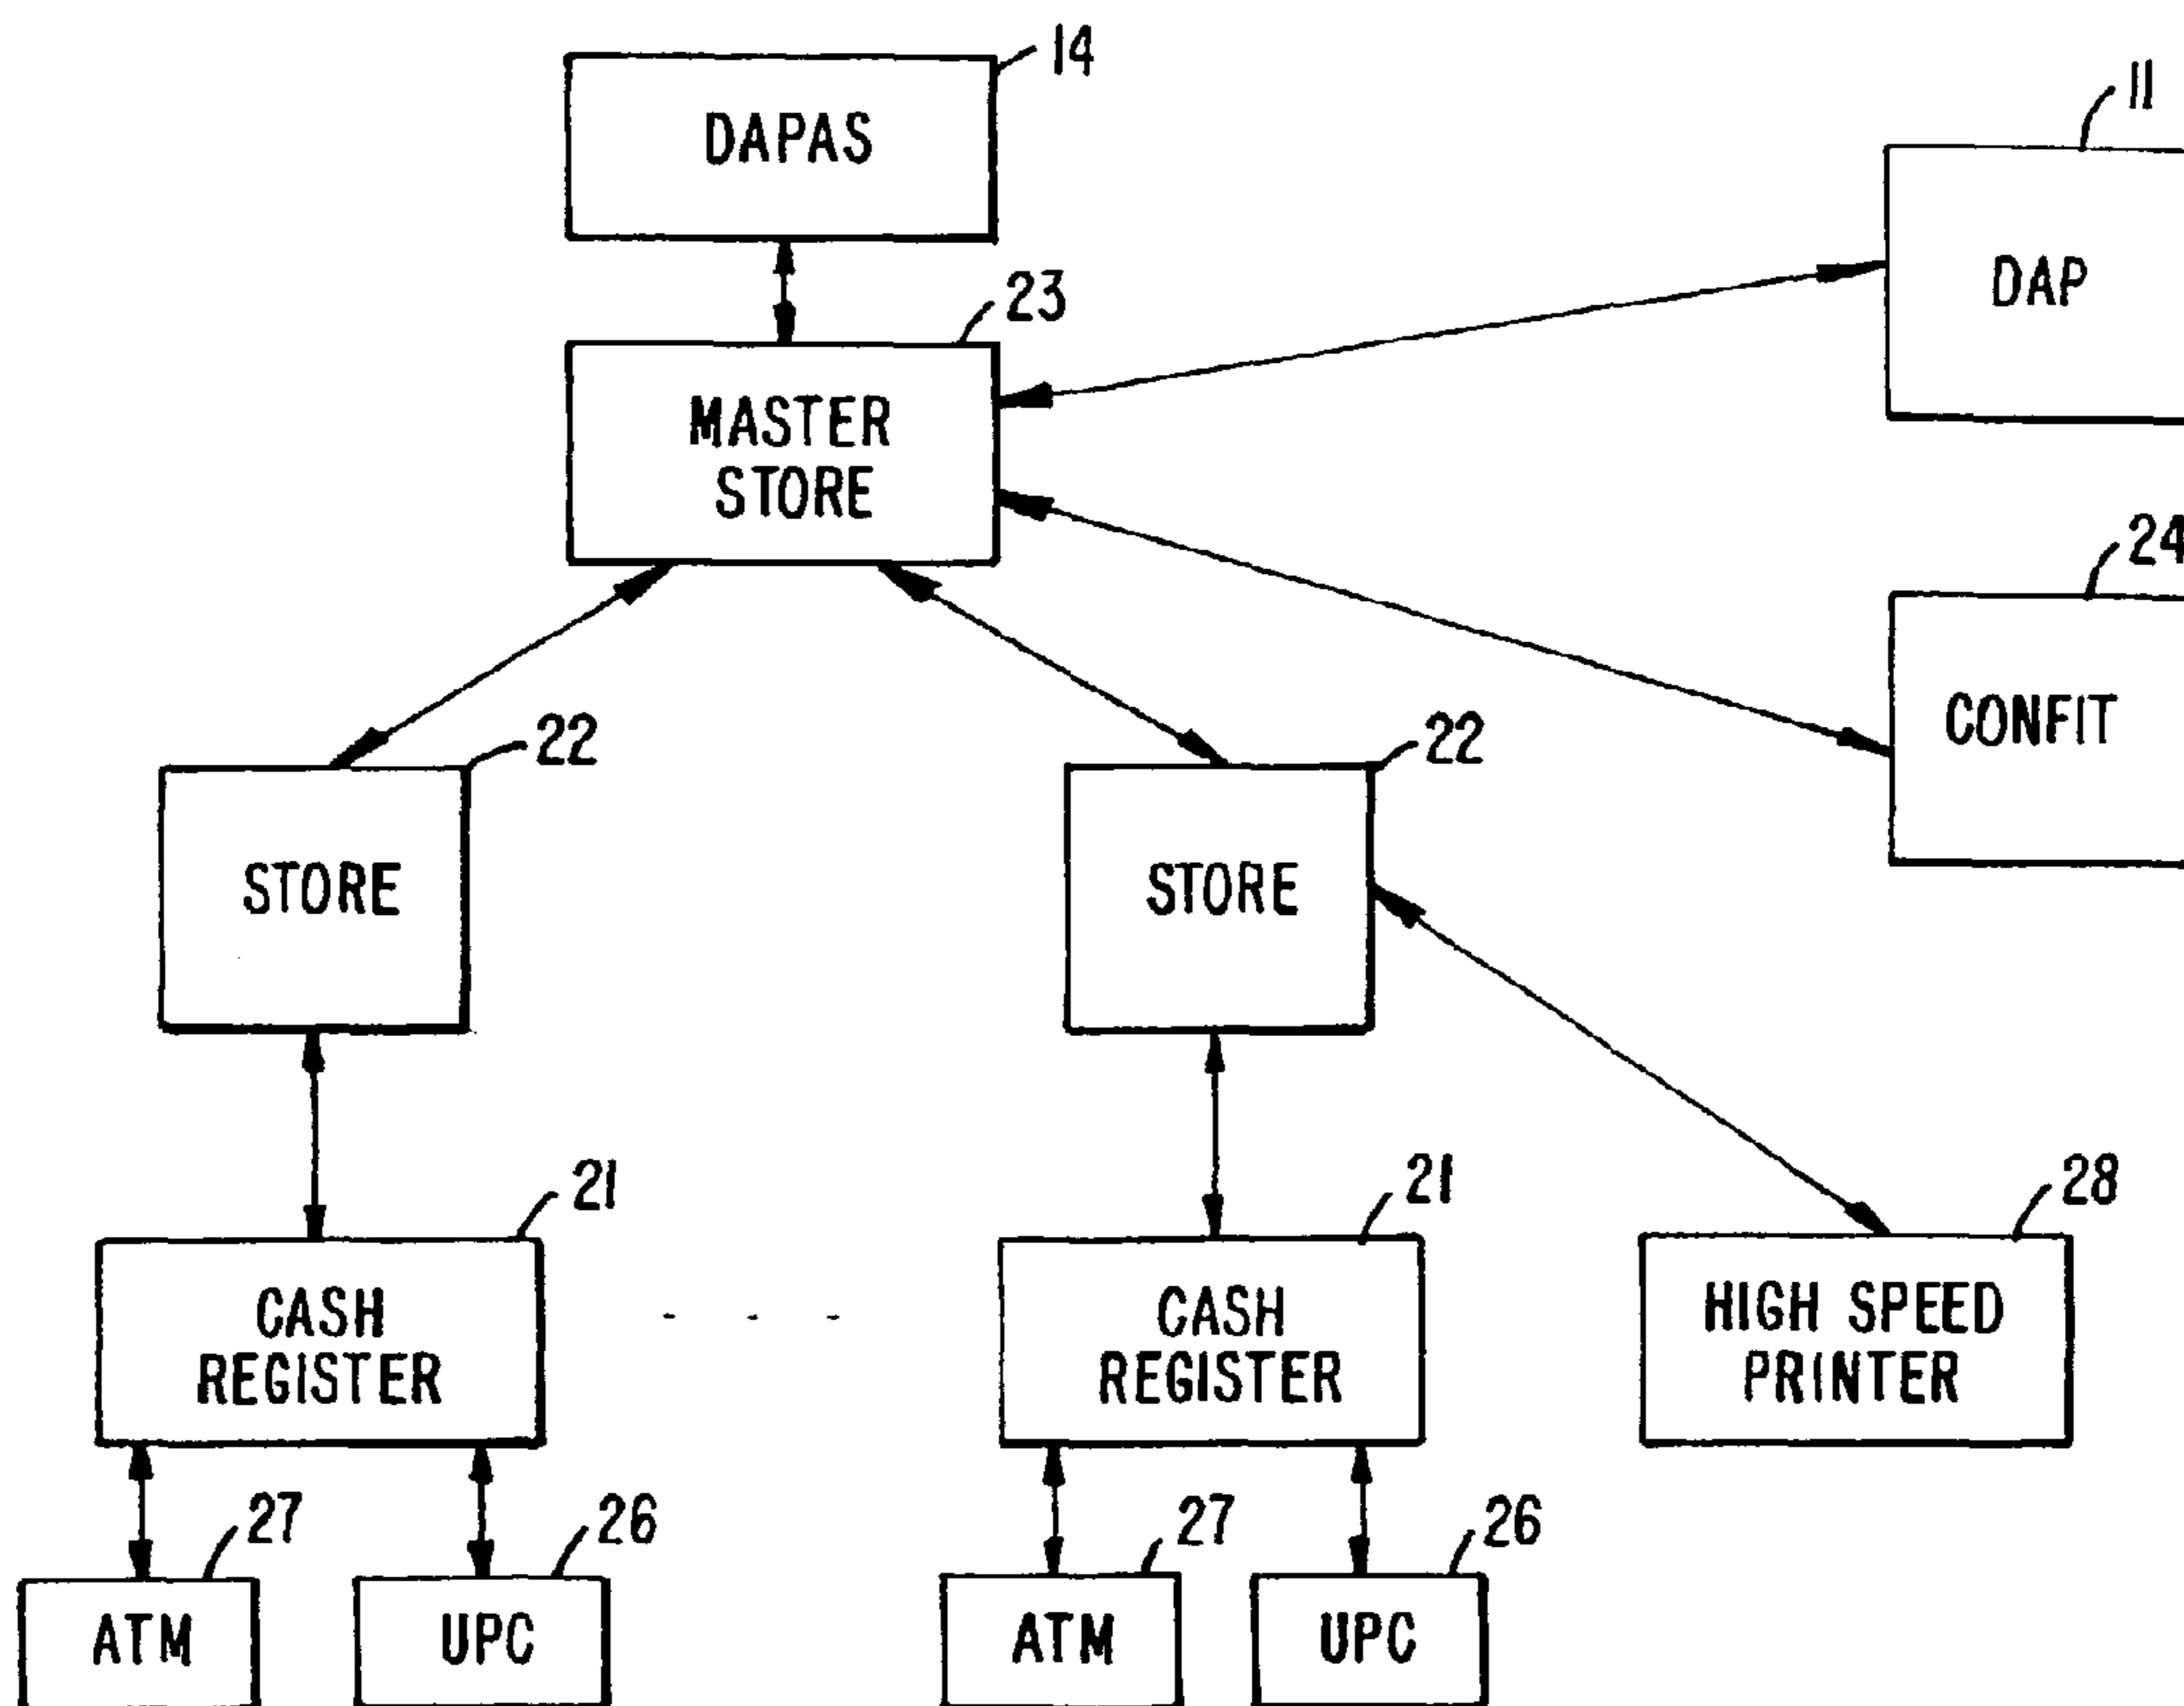 14
DAPAS
11
DAP
23
MASTER
STORE
24
CONFIT
22
STORE
22
STORE
21
CASH
REGISTER
- - -
21
CASH
REGISTER
28
HIGH SPEED
PRINTER
27
ATM
26
UPC
27
ATM
26
UPC